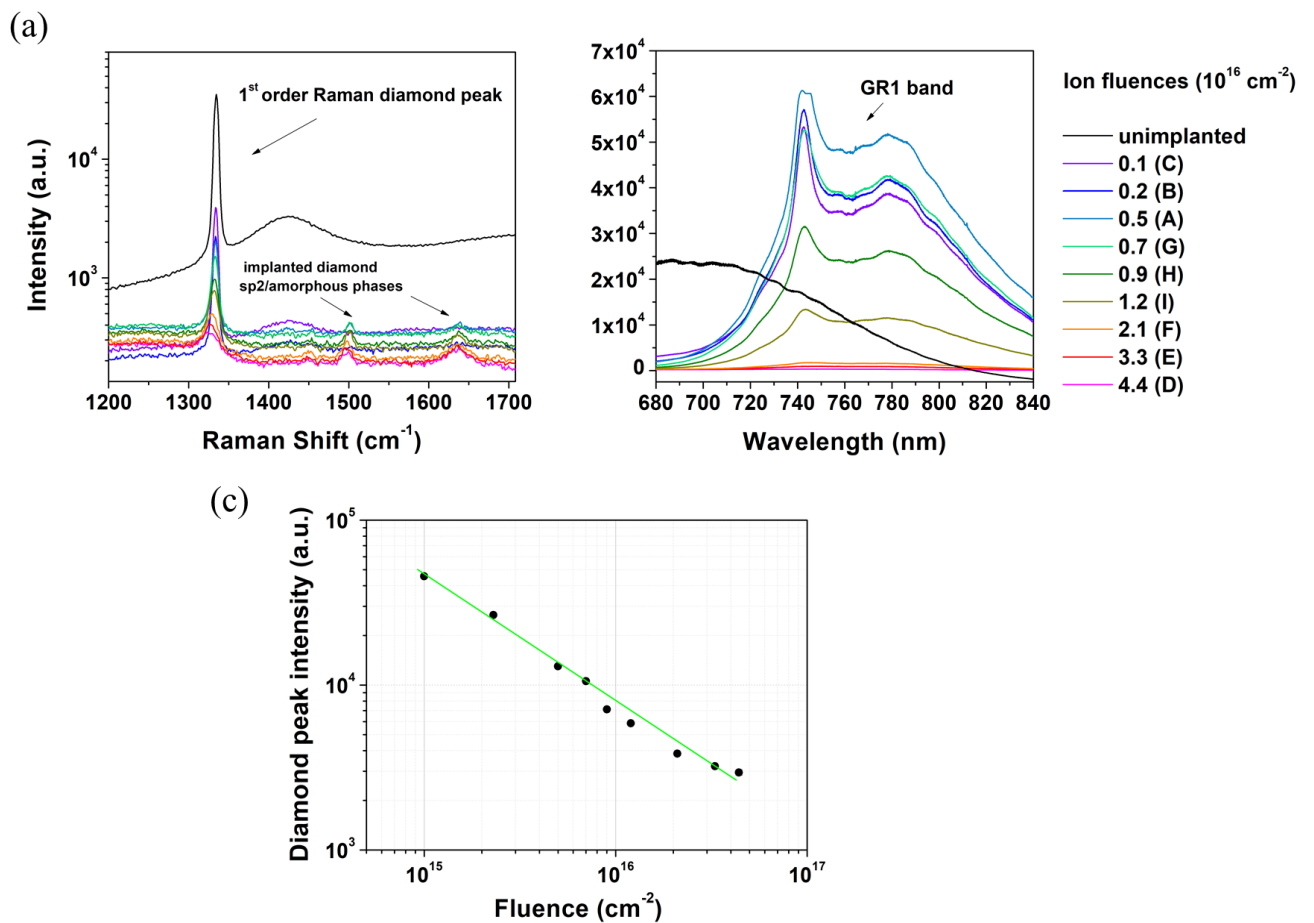 (a)
1st order Raman diamond peak
implanted diamond
sp2/amorphous phases
Intensity (a.u.)
10^4
10^3
1200 1300 1400 1500 1600 1700
Raman Shift (cm^-1)
GR1 band
7x10^4
6x10^4
5x10^4
4x10^4
3x10^4
2x10^4
1x10^4
0
680 700 720 740 760 780 800 820 840
Wavelength (nm)
Ion fluences (10^16 cm^-2)
unimplanted
0.1 (C)
0.2 (B)
0.5 (A)
0.7 (G)
0.9 (H)
1.2 (I)
2.1 (F)
3.3 (E)
4.4 (D)
(c)
Diamond peak intensity (a.u.)
10^5
10^4
10^3
10^15 10^16 10^17
Fluence (cm^-2)